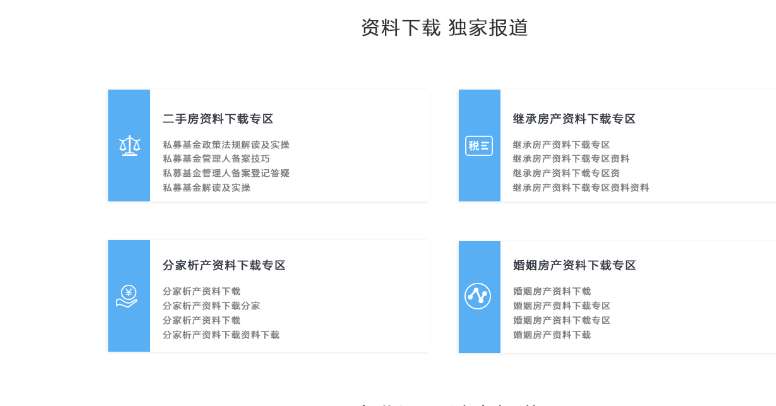 资料下载 独家报道
二手房资料下载专区
私募基金政策法规解读及实操
私募基金管理人备案技巧
私募基金管理人备案登记答疑
私募基金解读及实操
税
继承房产资料下载专区
继承房产资料下载专区
继承房产资料下载专区资料
继承房产资料下载专区资
继承房产资料下载专区资料资料
分家析产资料下载专区
分家析产资料下载
分家析产资料下载分家
分家析产资料下载
分家析产资料下载资料下载
婚姻房产资料下载专区
婚姻房产资料下载
婚姻房产资料下载专区
婚姻房产资料下载专区
婚姻房产资料下载